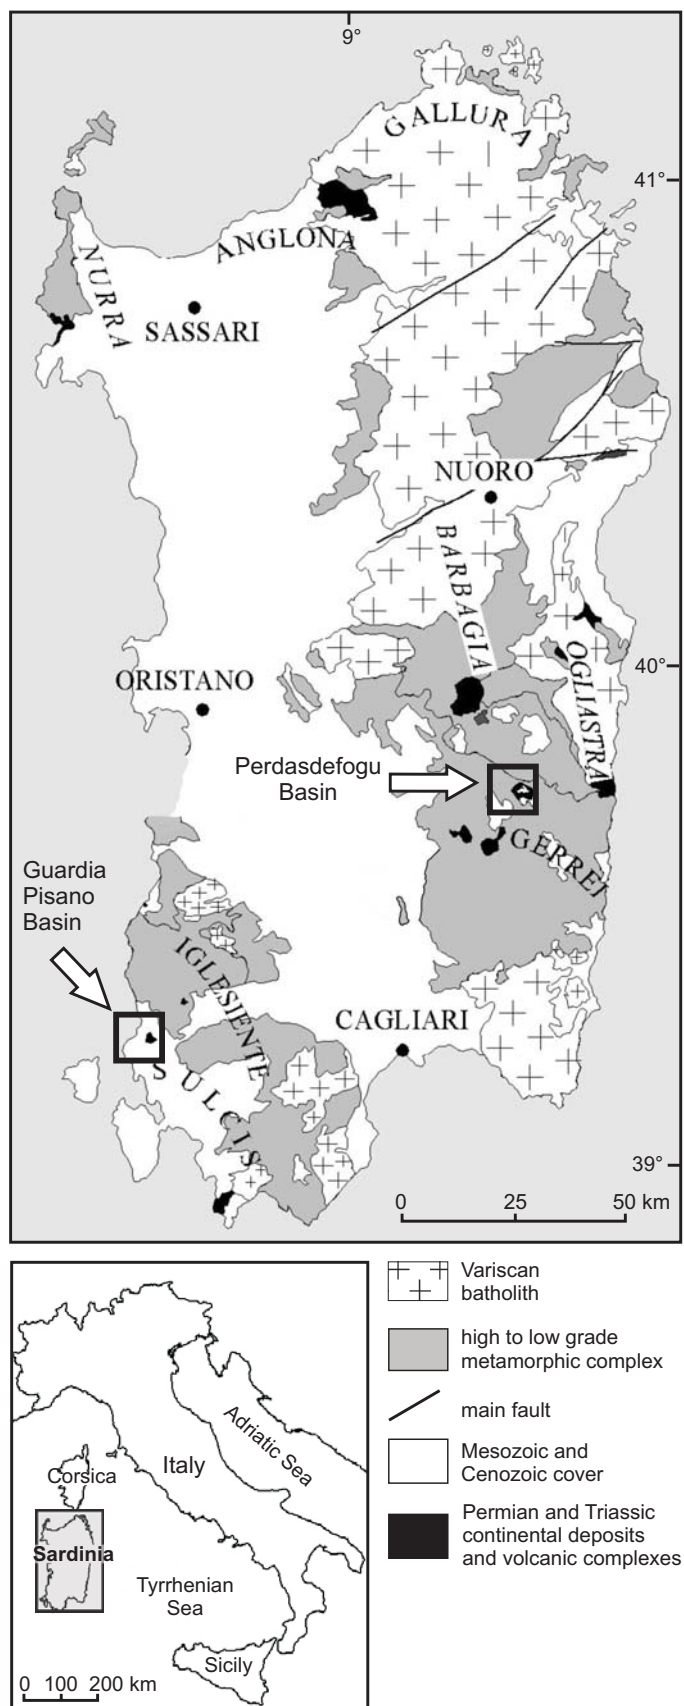 9°
GALLURA
41°
ANGLONA
NURRA
SASSARI
NUORO
BARBAGIA
ORISTANO
40°
OGLIASTRA
Perdasdefogu
Basin
GERREI
Guardia
Pisano
Basin
IGLESIENTE
CAGLIARI
SULCIS
39°
0 25 50 km
Variscan
batholith
high to low grade
metamorphic complex
main fault
Mesozoic and
Cenozoic cover
Permian and Triassic
continental deposits
and volcanic complexes
Adriatic Sea
Italy
Corsica
Sardinia
Tyrrhenian
Sea
Sicily
0 100 200 km